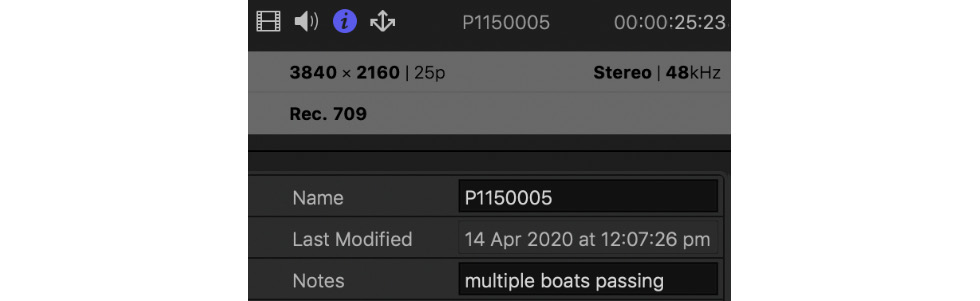 P1150005 00:00:25:23
3840 × 2160 | 25p Stereo | 48kHz
Rec. 709
Name P1150005
Last Modified 14 Apr 2020 at 12:07:26 pm
Notes multiple boats passing